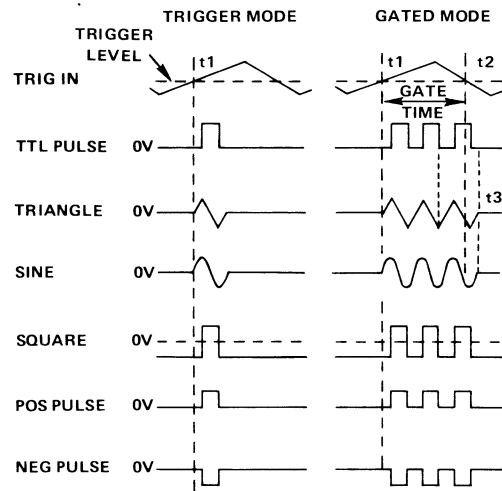 TRIGGER MODE GATED MODE
TRIGGER
LEVEL
t1 t1 t2
TRIG IN
GATE
TIME
TTL PULSE 0V
t3
TRIANGLE 0V
SINE 0V
SQUARE 0V
POS PULSE 0V
NEG PULSE 0V